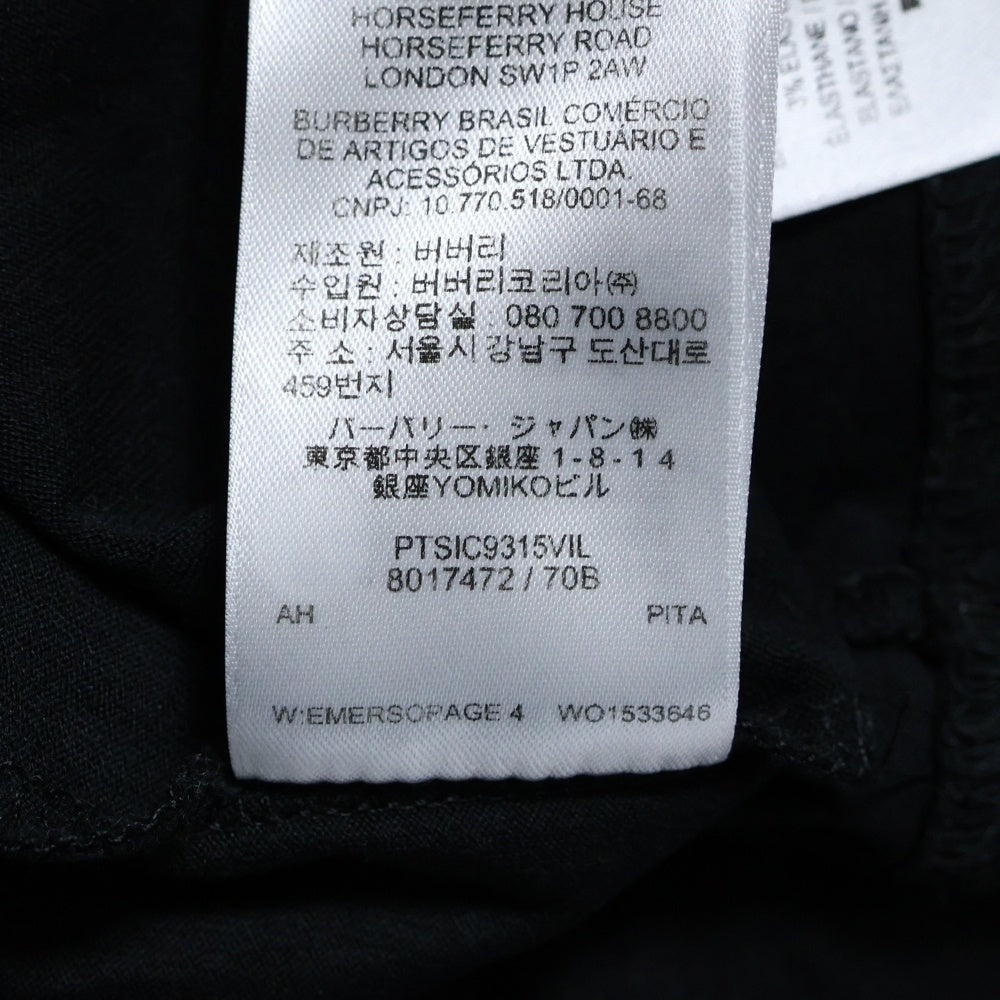 HORSEFERRY HOUSE
HORSEFERRY ROAD
LONDON SW1P 2AW
BURBERRY BRASIL COMÉRCIO
DE ARTIGOS DE VESTUÁRIO E
ACESSÓRIOS LTDA.
CNPJ: 10.770.518/0001-68
제조원 : 버버리
수입원 : 버버리코리아㈜
소비자상담실 : 080 700 8800
주 소 : 서울시 강남구 도산대로
459번지
バーバリー・ジャパン㈱
東京都中央区銀座 1-8-14
銀座YOMIKOビル
PTSIC9315VIL
8017472 / 70B
AH PITA
W:EMERSOPAGE 4 WO1533646
3% ELAS
ELASTHANE /